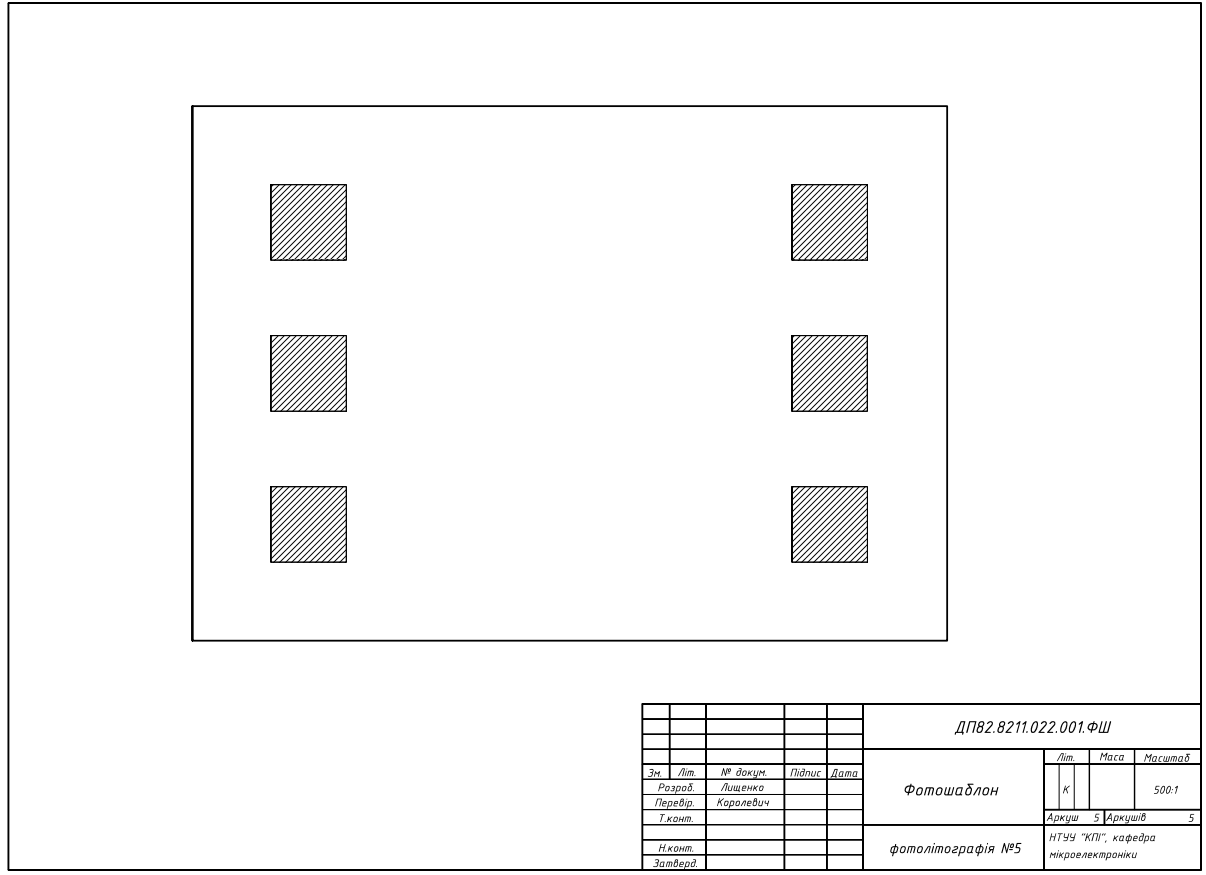 ДП82.8211.022.001.ФШ
Літ. Маса Масштаб
Зм. Літ. № докум. Підпис Дата
Розроб. Лищенко
Фотошаблон
К 500:1
Перевір. Королевич
Т.конт.
Аркуш 5 Аркушів 5
Н.конт.
фотолітографія №5
НТУУ "КПІ", кафедра
мікроелектроніки
Затверд.